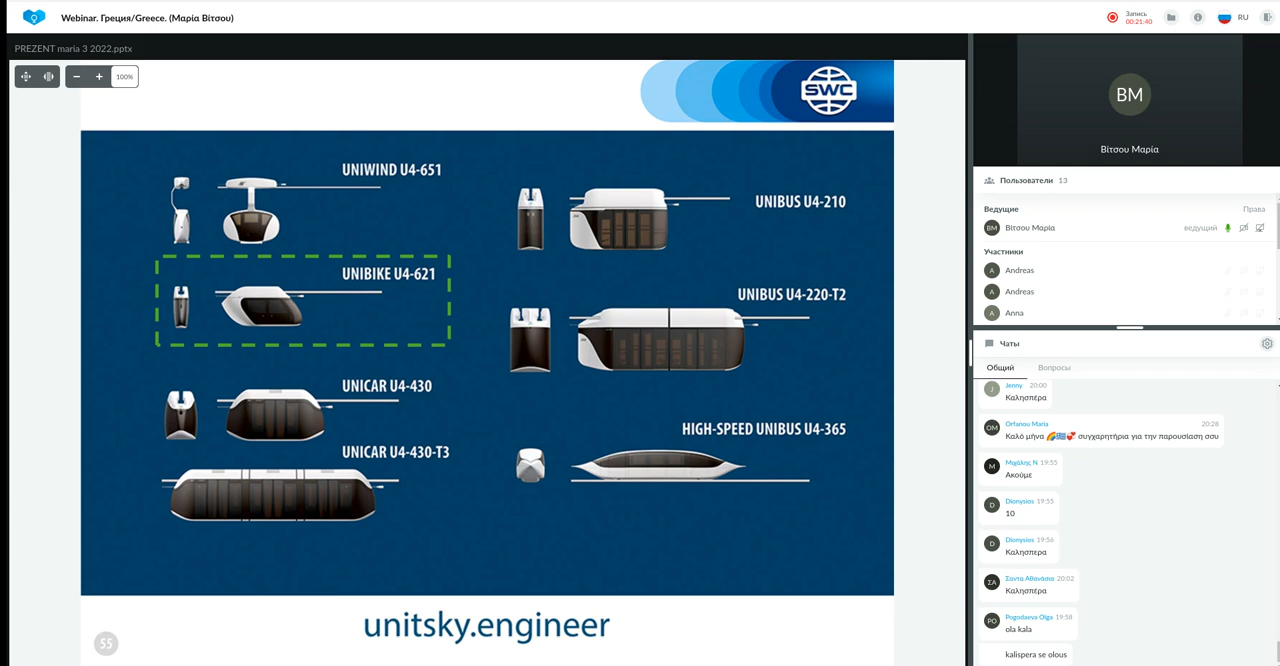 Webinar. Греция/Greece. (Μαρία Βίτσου)
Запись
00:21:40
RU
PREZENT maria 3 2022.pptx
100%
SWC
UNIWIND U4-651
UNIBUS U4-210
UNIBIKE U4-621
UNIBUS U4-220-T2
UNICAR U4-430
HIGH-SPEED UNIBUS U4-365
UNICAR U4-430-T3
unitsky.engineer
55
ΒΜ
Βίτσου Μαρία
Пользователи 13
Ведущие Права
ΒΜ Βίτσου Μαρία ведущий
Участники
A Andreas
A Andreas
A Anna
Чаты
Общий Вопросы
J Jenny 20:00
Καλησπέρα
OM Orfanou Maria 20:28
Καλό μήνα 🌈🇬🇷💞 συγχαρητήρια για την παρουσίαση σου
M Μιχάλης Ν 19:55
Ακούμε
D Dionysios 19:55
10
D Dionysios 19:56
Καλησπερα
ΣΑ Σαντα Αθανάσια 20:02
Καλησπέρα
PO Pogodaeva Olga 19:58
ola kala
kalispera se olous